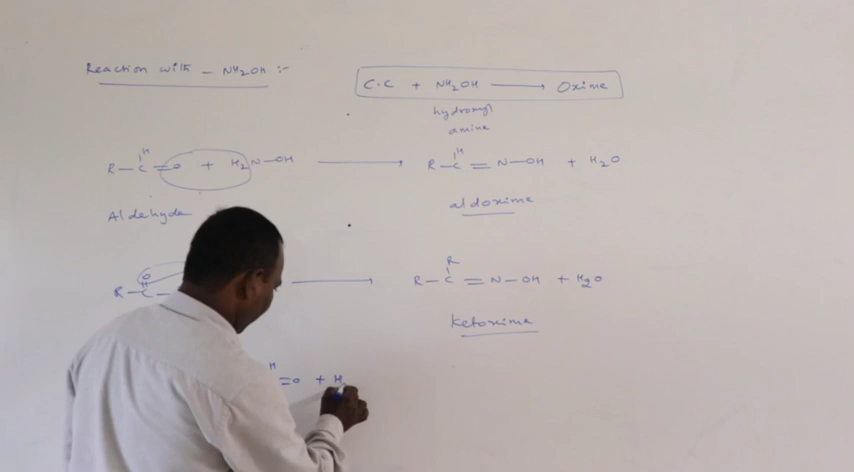 Reaction with - NH₂OH :-
C.C + NH₂OH → Oxime
hydroxyl
amine
H
R-C=O + H₂N-OH → R-C=N-OH + H₂O
Aldehyde aldoxime
O R
R-C- → R-C=N-OH + H₂O
Ketoxime
H
=O + H